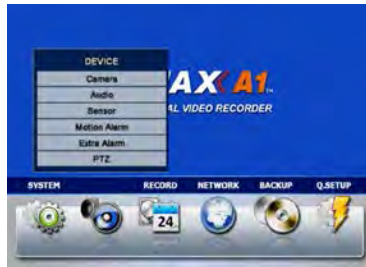 DEVICE
Camera
Audio
Sensor
Motion Alarm
Extra Alarm
PTZ
AX A1
AL VIDEO RECORDER
SYSTEM RECORD NETWORK BACKUP Q.SETUP
24